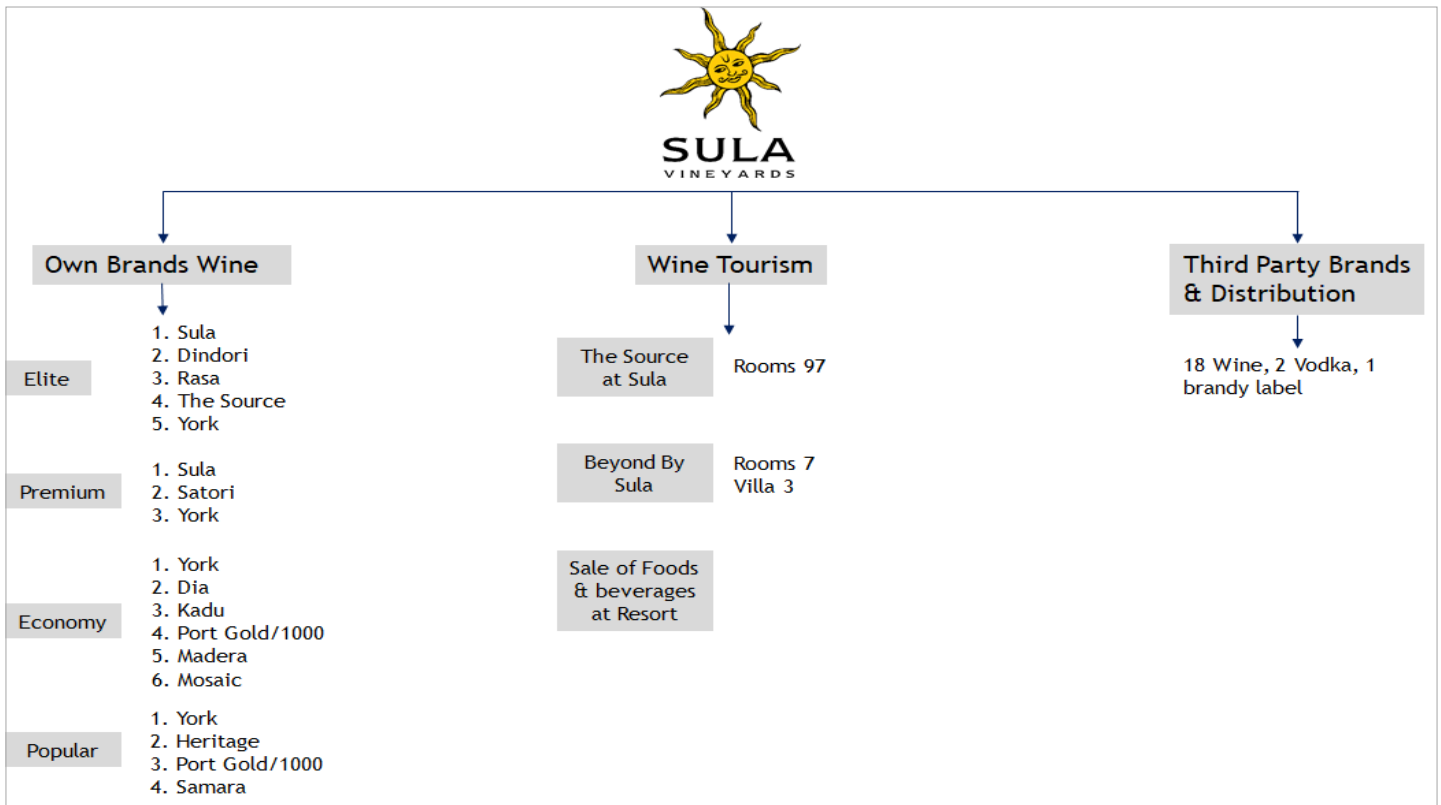 SULA
VINEYARDS
Own Brands Wine
Elite
1. Sula
2. Dindori
3. Rasa
4. The Source
5. York
Premium
1. Sula
2. Satori
3. York
Economy
1. York
2. Dia
3. Kadu
4. Port Gold/1000
5. Madera
6. Mosaic
Popular
1. York
2. Heritage
3. Port Gold/1000
4. Samara
Wine Tourism
The Source
at Sula
Rooms 97
Beyond By
Sula
Rooms 7
Villa 3
Sale of Foods
& beverages
at Resort
Third Party Brands
& Distribution
18 Wine, 2 Vodka, 1
brandy label